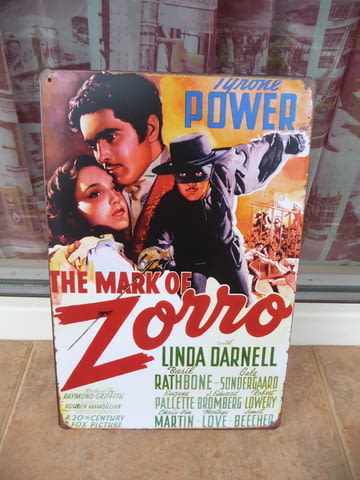 Tyrone
POWER
THE MARK OF
Zorro
with
LINDA DARNELL
Basil Gale
RATHBONE · SONDERGAARD
Eugene J. Edward Robert
PALLETTE BROMBERG LOWERY
Chris-Pin Montagu Janet
MARTIN · LOVE BEECHER
RAYMOND GRIFFITH
ROUBEN MAMOULIAN
A 20th CENTURY
FOX PICTURE